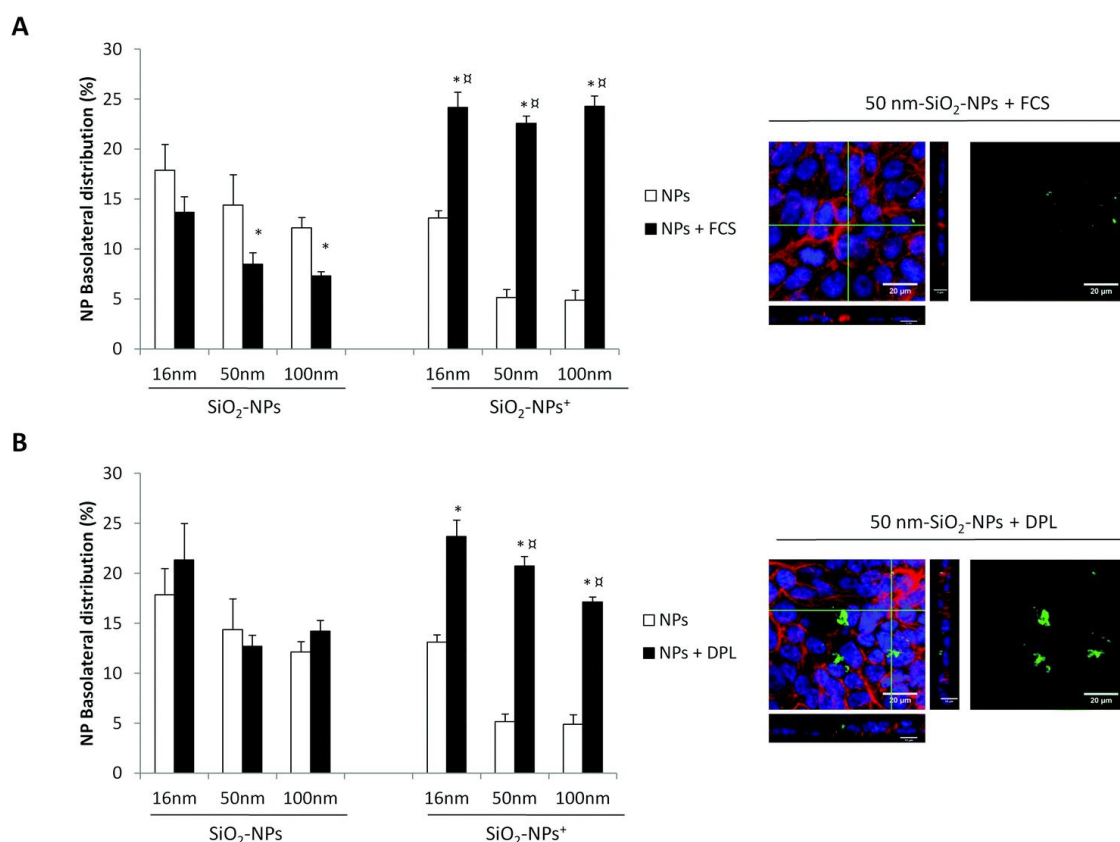 A
NP Basolateral distribution (%)
30
25
20
15
10
5
0
* ¤
* ¤
* ¤
*
*
16nm 50nm 100nm
SiO2-NPs
16nm 50nm 100nm
SiO2-NPs+
NPs
NPs + FCS
50 nm-SiO2-NPs + FCS
20 µm
20 µm
B
NP Basolateral distribution (%)
30
25
20
15
10
5
0
*
* ¤
* ¤
16nm 50nm 100nm
SiO2-NPs
16nm 50nm 100nm
SiO2-NPs+
NPs
NPs + DPL
50 nm-SiO2-NPs + DPL
20 µm
20 µm